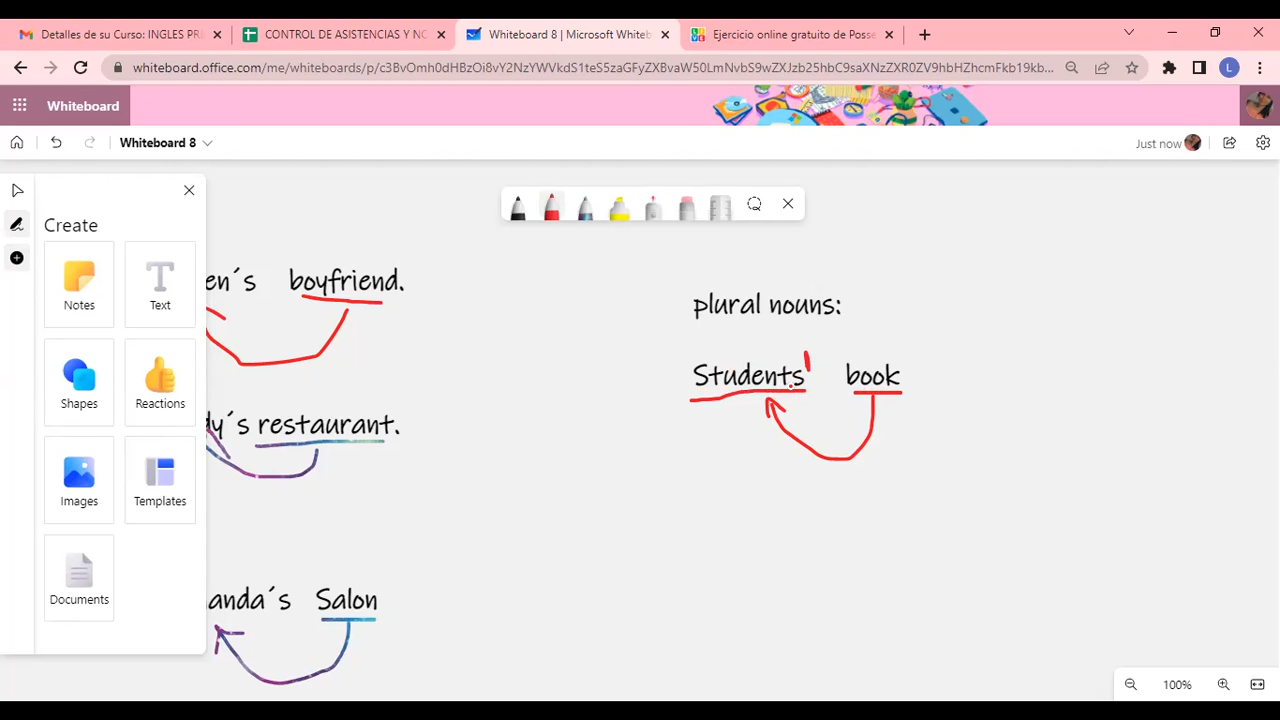 Detalles de su Curso: INGLES PR
CONTROL DE ASISTENCIAS Y NO
Whiteboard 8 | Microsoft Whiteb
Ejercicio online gratuito de Posse
whiteboard.office.com/me/whiteboards/p/c3BvOmh0dHBzOi8vY2NzYWVkdS1teS5zaGFyZXBvaW50LmNvbS9wZXJzb25hbC9saXNzZXR0ZV9hbHZhcmFkb19kb...
L
Whiteboard
Whiteboard 8
Just now
Create
Notes
Text
Shapes
Reactions
Images
Templates
Documents
en´s boyfriend.
dy´s restaurant.
anda´s Salon
plural nouns:
Students' book
100%